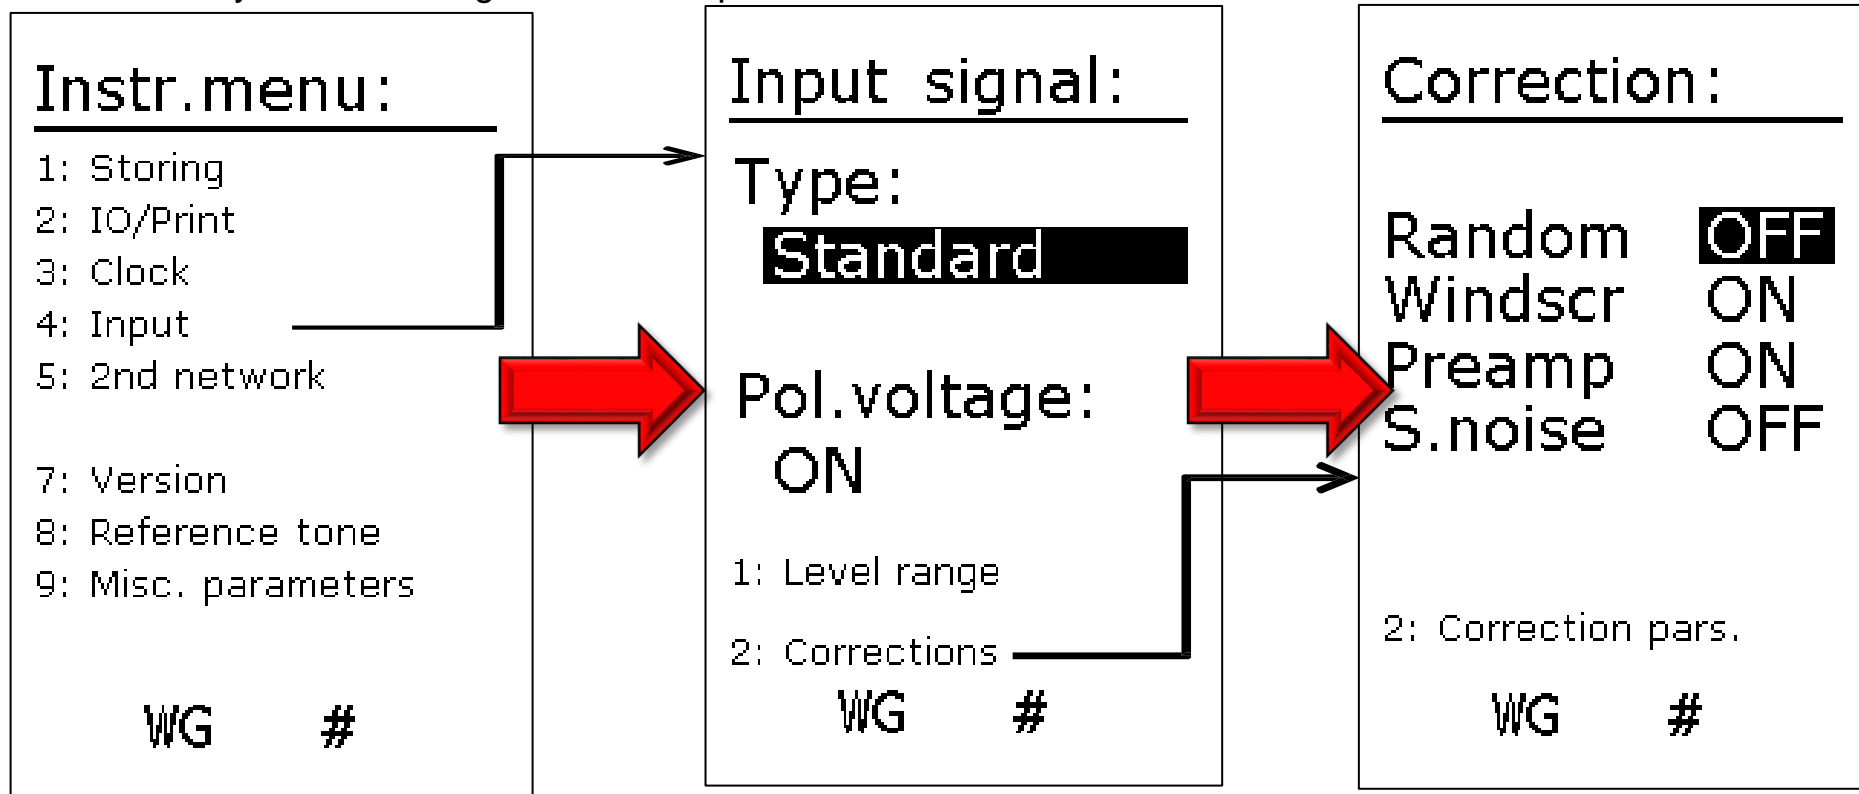 Instr.menu:
1: Storing
2: IO/Print
3: Clock
4: Input
5: 2nd network
7: Version
8: Reference tone
9: Misc. parameters
WG #
Input signal:
Type:
Standard
Pol.voltage:
ON
1: Level range
2: Corrections
WG #
Correction:
Random OFF
Windscr ON
Preamp ON
S.noise OFF
2: Correction pars.
WG #